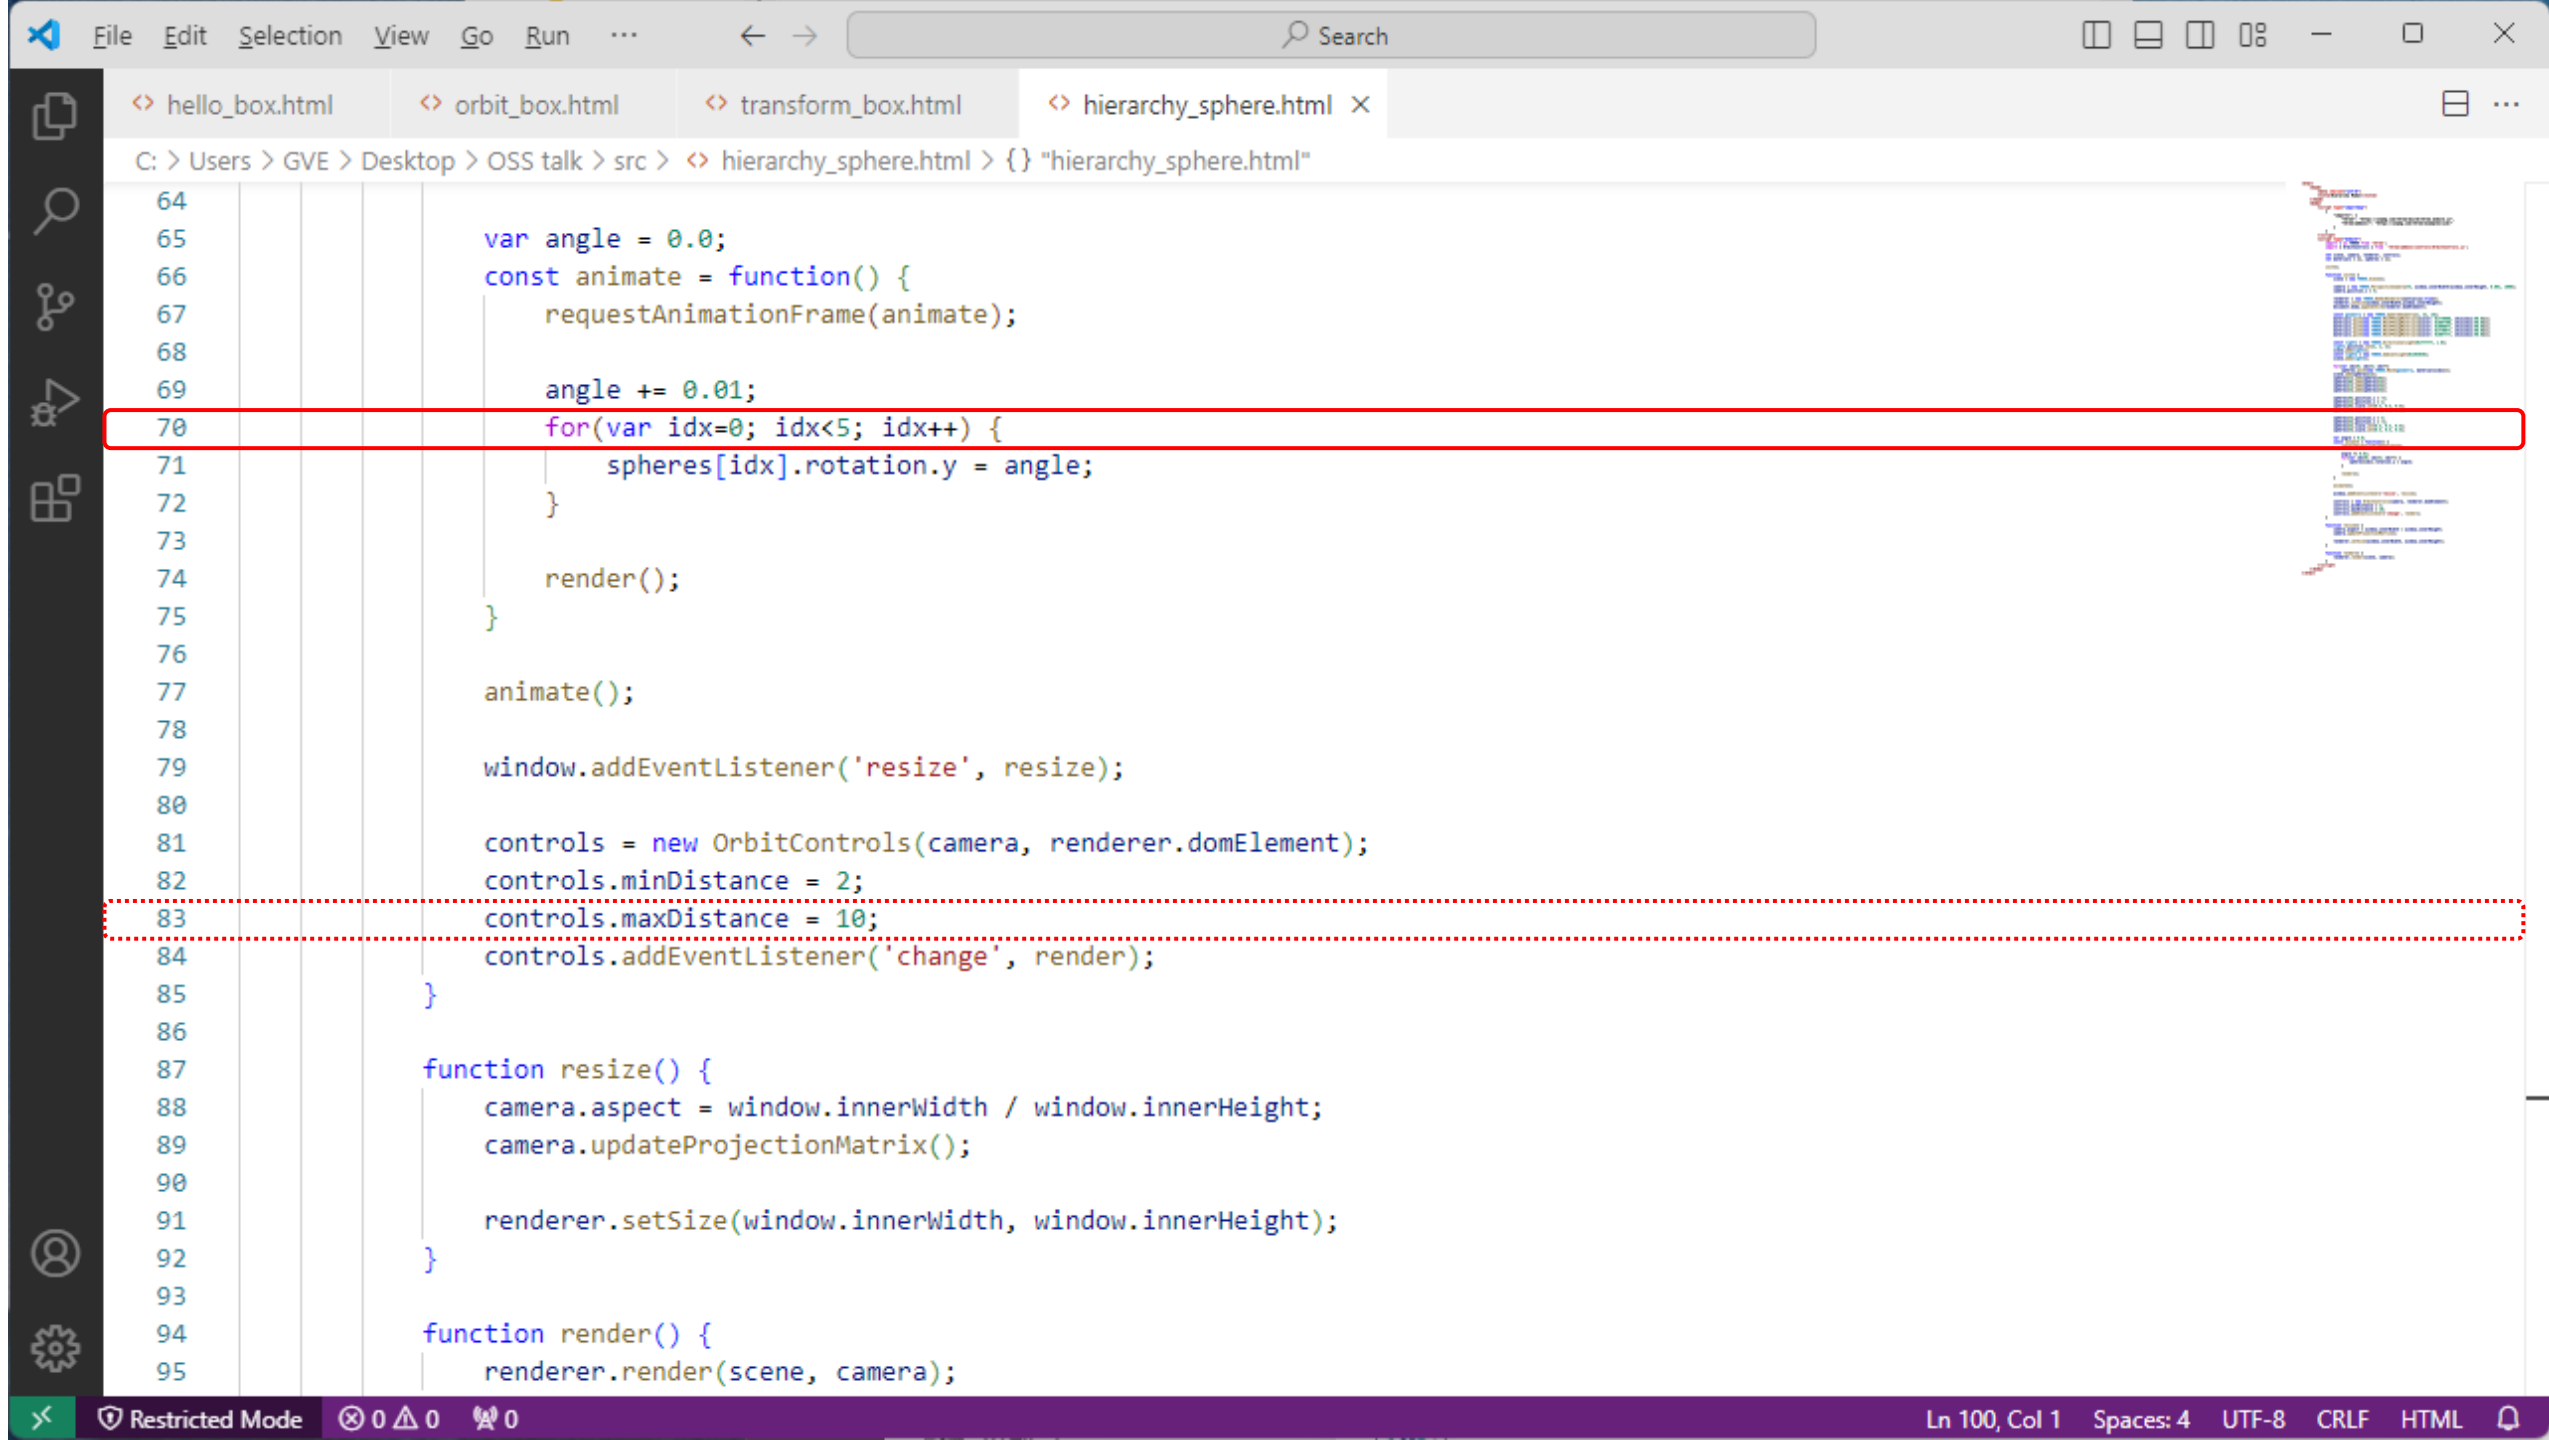 File Edit Selection View Go Run ··· Search
hello_box.html orbit_box.html transform_box.html hierarchy_sphere.html
C: > Users > GVE > Desktop > OSS talk > src > <> hierarchy_sphere.html > {} "hierarchy_sphere.html"
64
65 var angle = 0.0;
66 const animate = function() {
67 requestAnimationFrame(animate);
68
69 angle += 0.01;
70 for(var idx=0; idx<5; idx++) {
71 spheres[idx].rotation.y = angle;
72 }
73
74 render();
75 }
76
77 animate();
78
79 window.addEventListener('resize', resize);
80
81 controls = new OrbitControls(camera, renderer.domElement);
82 controls.minDistance = 2;
83 controls.maxDistance = 10;
84 controls.addEventListener('change', render);
85 }
86
87 function resize() {
88 camera.aspect = window.innerWidth / window.innerHeight;
89 camera.updateProjectionMatrix();
90
91 renderer.setSize(window.innerWidth, window.innerHeight);
92 }
93
94 function render() {
95 renderer.render(scene, camera);
Restricted Mode 0 0 0 Ln 100, Col 1 Spaces: 4 UTF-8 CRLF HTML